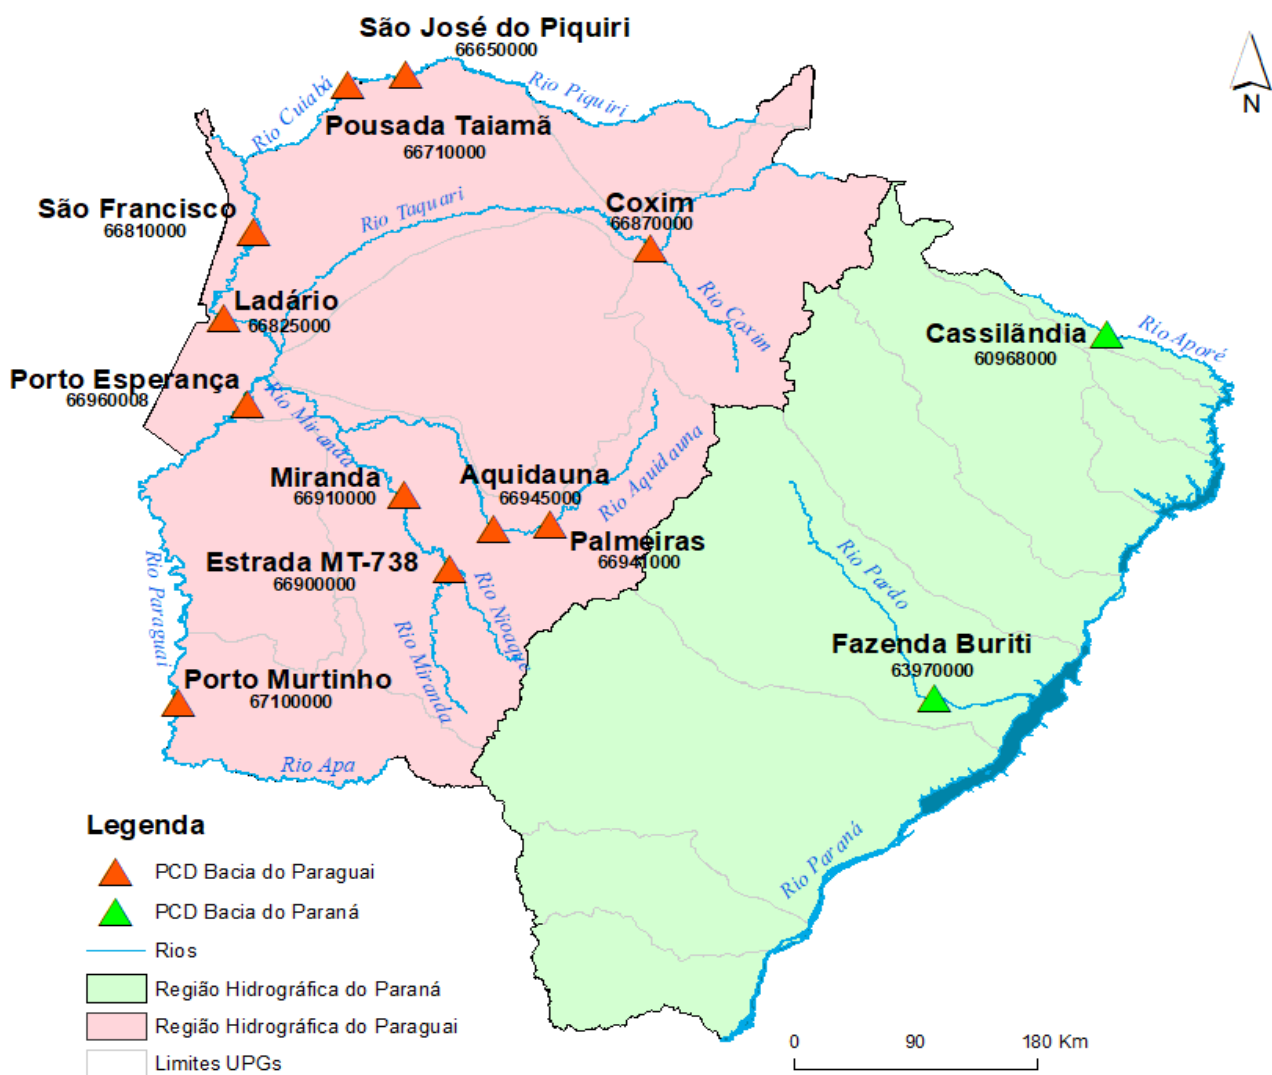 São José do Piquiri
66650000
Rio Cuiabá
Rio Piquiri
N
Pousada Taiamã
66710000
São Francisco
66810000
Rio Taquari
Coxim
66870000
Ladário
66825000
Rio Coxim
Cassilãndia
60968000
Rio Aporé
Porto Esperança
66960008
Rio Miranda
Miranda
66910000
Aquidauna
66945000
Rio Aquidauna
Palmeiras
66941000
Estrada MT-738
66900000
Rio Paraguai
Rio Nioaque
Rio Miranda
Rio Pardo
Fazenda Buriti
63970000
Porto Murtinho
67100000
Rio Apa
Rio Paraná
Legenda
PCD Bacia do Paraguai
PCD Bacia do Paraná
Rios
Região Hidrográfica do Paraná
Região Hidrográfica do Paraguai
Limites UPGs
0 90 180 Km